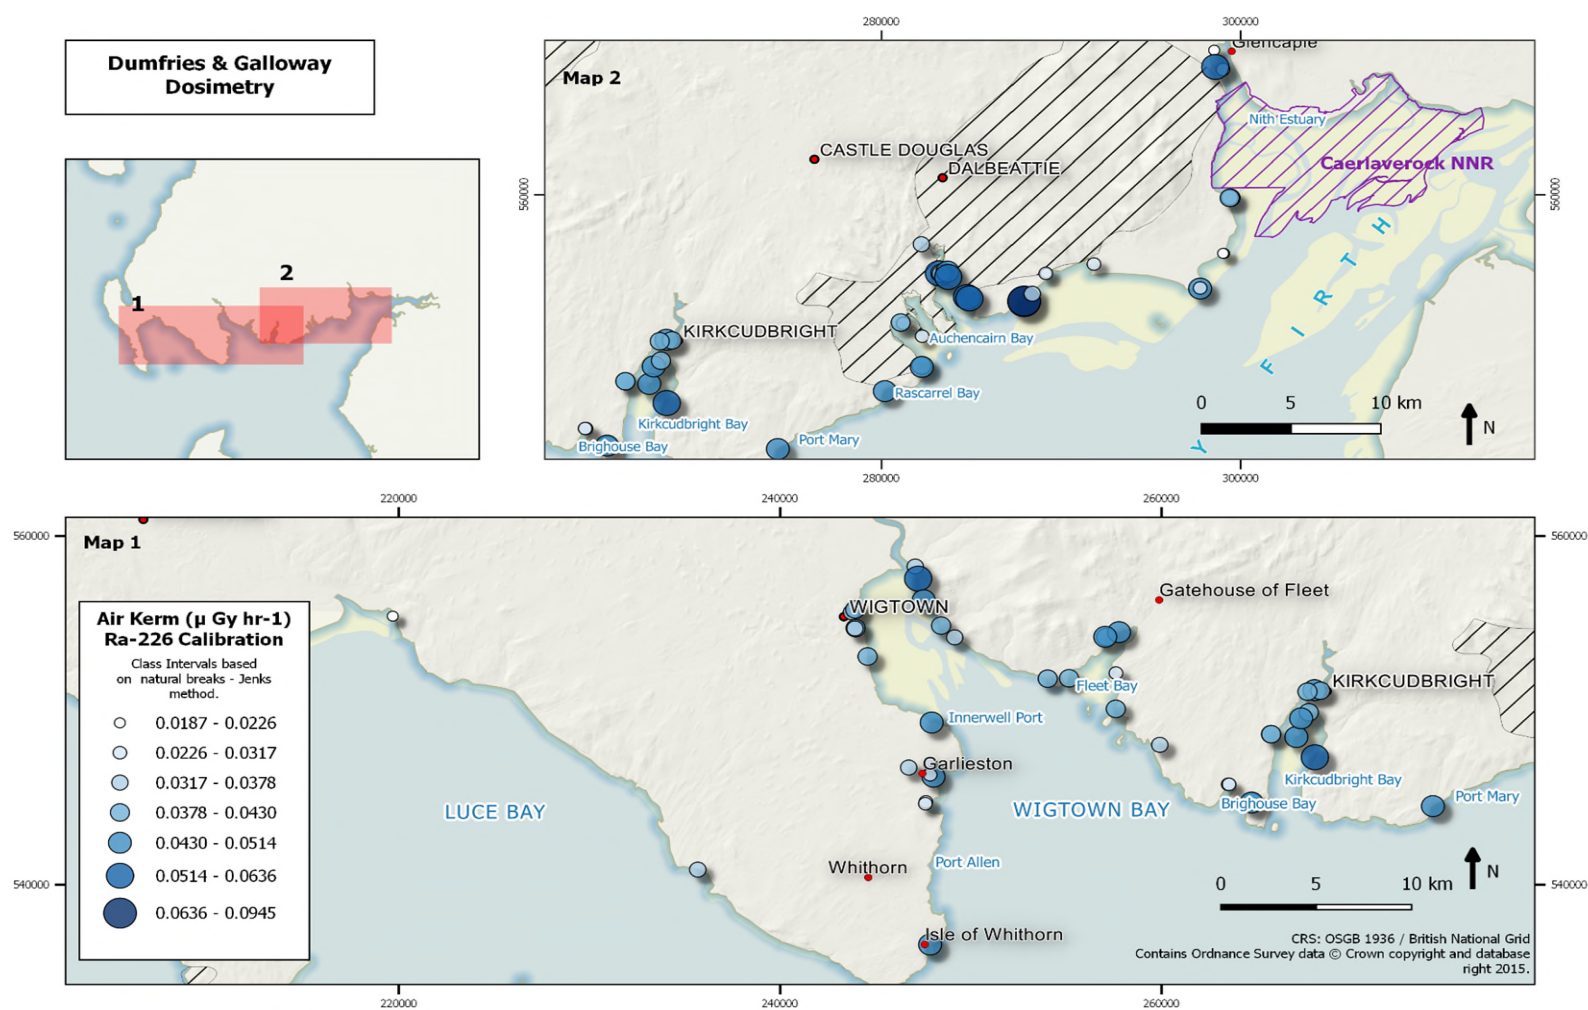 Dumfries & Galloway
Dosimetry
1
2
280000
300000
Map 2
Glencaple
Nith Estuary
CASTLE DOUGLAS
DALBEATTIE
Caerlaverock NNR
560000
560000
KIRKCUDBRIGHT
Auchencairn Bay
Rascarrel Bay
Kirkcudbright Bay
Brighouse Bay
Port Mary
Y F I R T H
0 5 10 km
N
280000
300000
220000
240000
260000
560000
560000
Map 1
Air Kerm (µ Gy hr-1)
Ra-226 Calibration
Class Intervals based
on natural breaks - Jenks
method.
0.0187 - 0.0226
0.0226 - 0.0317
0.0317 - 0.0378
0.0378 - 0.0430
0.0430 - 0.0514
0.0514 - 0.0636
0.0636 - 0.0945
WIGTOWN
Gatehouse of Fleet
KIRKCUDBRIGHT
Fleet Bay
Innerwell Port
Garlieston
Kirkcudbright Bay
Port Mary
Brighouse Bay
LUCE BAY
WIGTOWN BAY
Whithorn
Port Allen
Isle of Whithorn
0 5 10 km
N
540000
540000
CRS: OSGB 1936 / British National Grid
Contains Ordnance Survey data © Crown copyright and database
right 2015.
220000
240000
260000